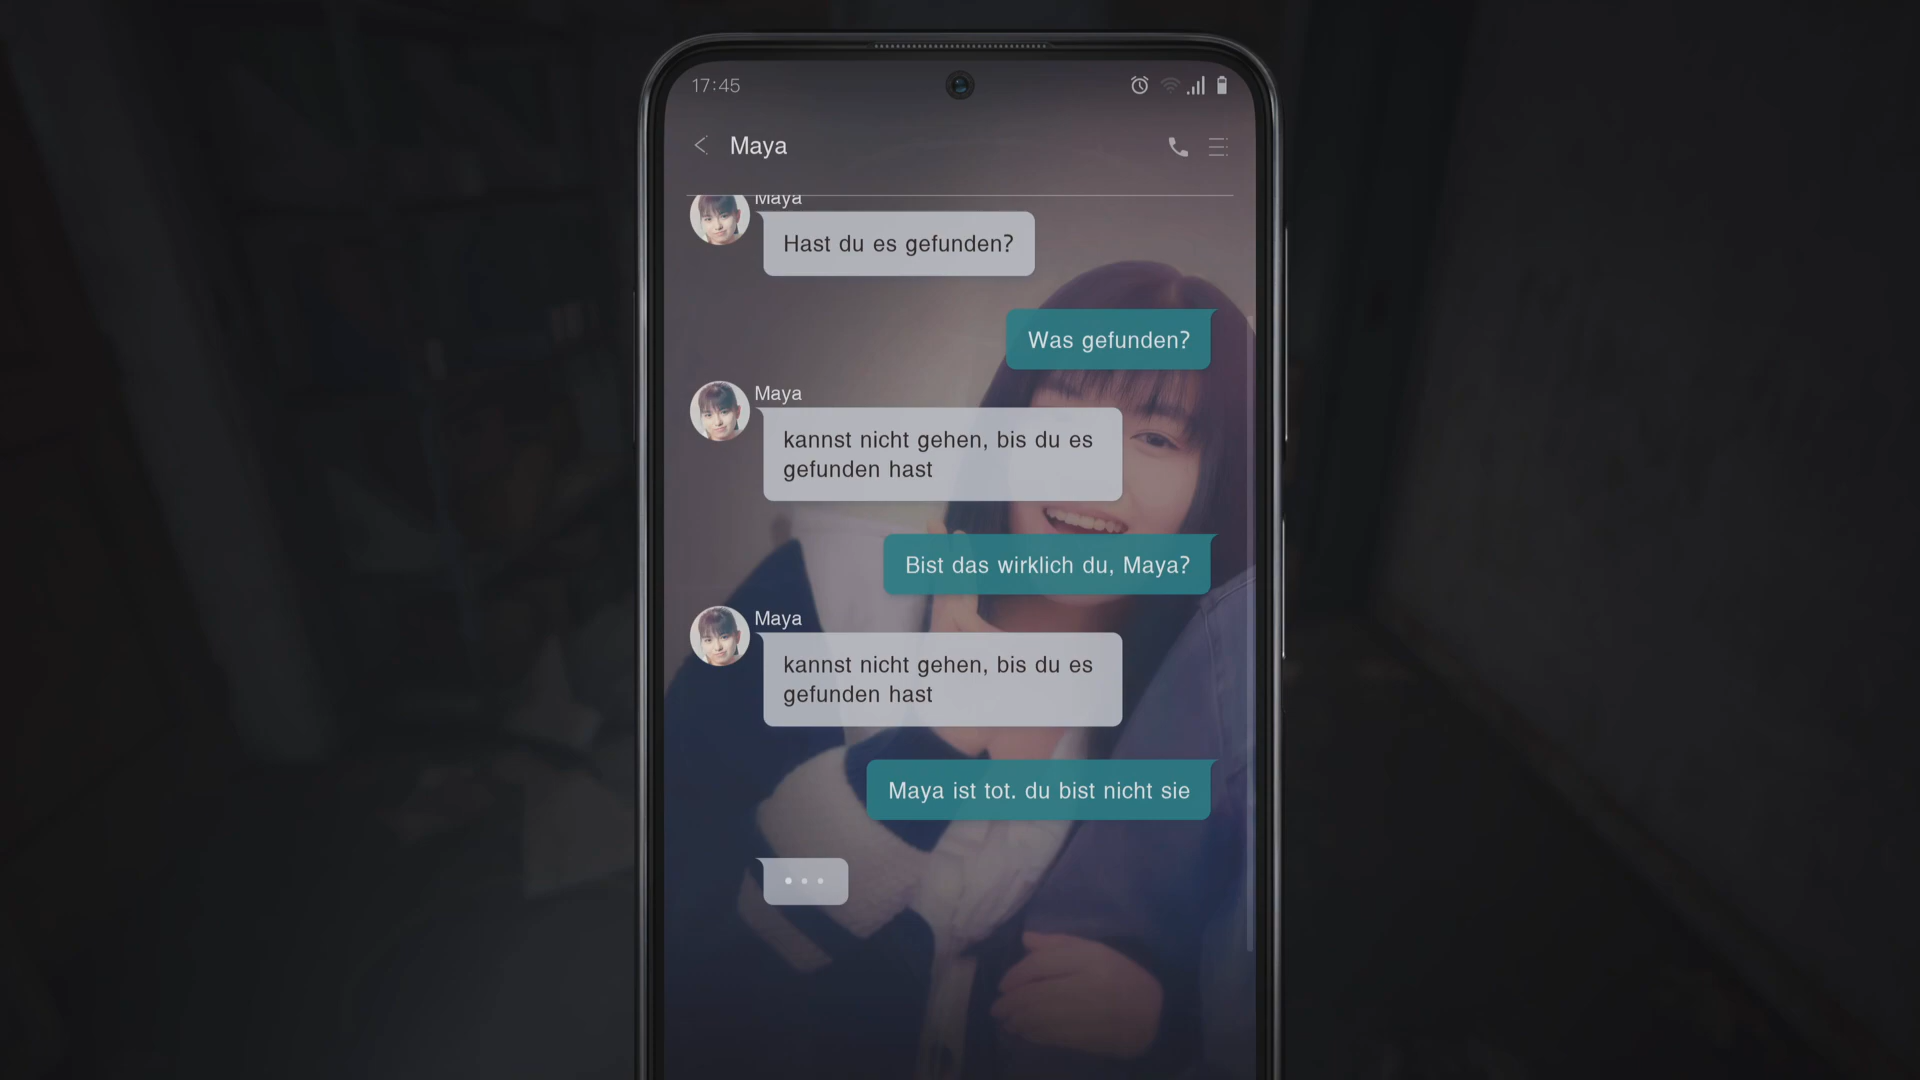 17:45
Maya
Maya
Hast du es gefunden?
Was gefunden?
Maya
kannst nicht gehen, bis du es
gefunden hast
Bist das wirklich du, Maya?
Maya
kannst nicht gehen, bis du es
gefunden hast
Maya ist tot. du bist nicht sie